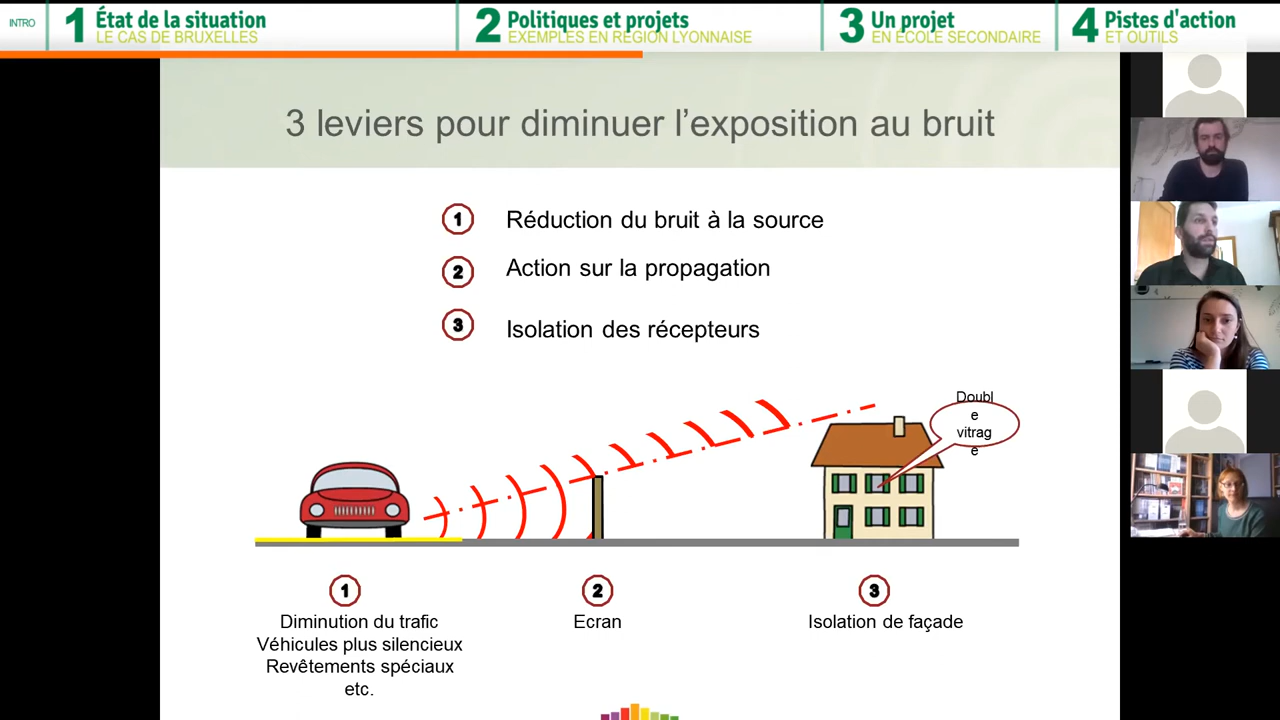 INTRO
1 État de la situation
LE CAS DE BRUXELLES
2 Politiques et projets
EXEMPLES EN RÉGION LYONNAISE
3 Un projet
EN ÉCOLE SECONDAIRE
4 Pistes d'action
ET OUTILS
3 leviers pour diminuer l’exposition au bruit
1 Réduction du bruit à la source
2 Action sur la propagation
3 Isolation des récepteurs
Doubl
e
vitrag
e
1
Diminution du trafic
Véhicules plus silencieux
Revêtements spéciaux
etc.
2
Ecran
3
Isolation de façade